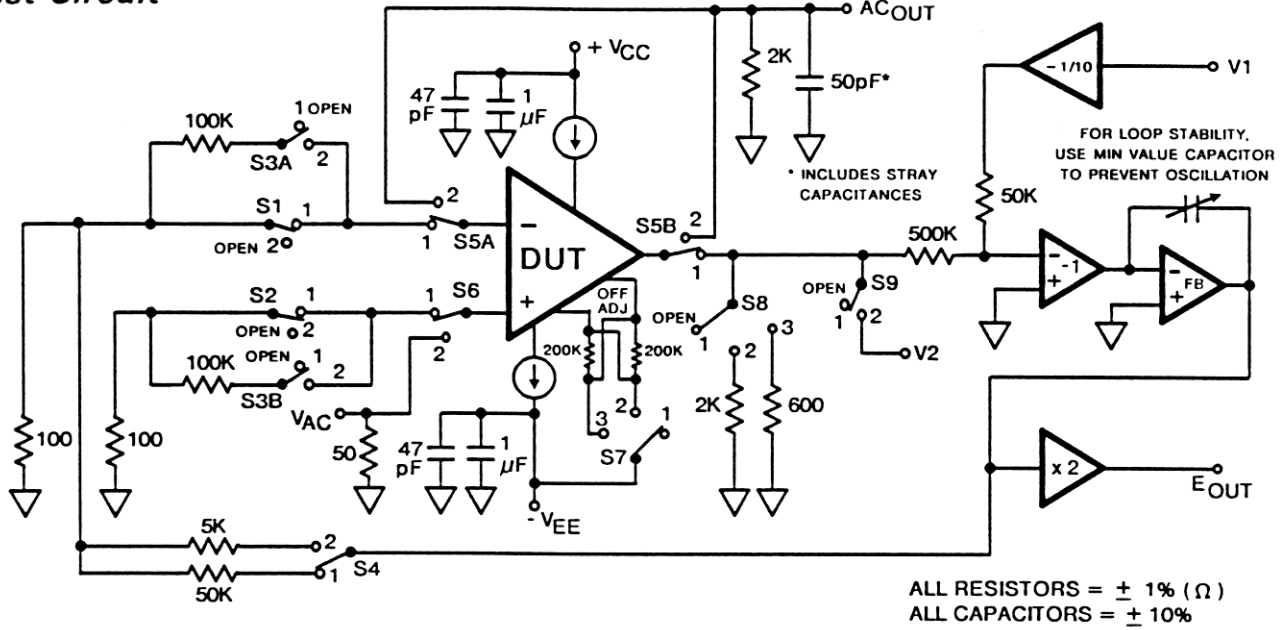 AC OUT
+ VCC
2K
50pF*
- 1/10
V1
47 pF
1 µF
FOR LOOP STABILITY,
USE MIN VALUE CAPACITOR
TO PREVENT OSCILLATION
* INCLUDES STRAY
CAPACITANCES
100K
1 OPEN
2
S3A
50K
S1
1
OPEN 2
2
1
S5A
-
DUT
+
S5B
2
1
500K
-
-1
+
-
FB
+
S2
1
OPEN
2
1
S6
2
OFF
ADJ
S8
OPEN
1
S9
OPEN
1
2
V2
3
2
100K
OPEN
1
2
S3B
200K
200K
VAC
50
3
2
1
S7
2K
600
100
100
47
pF
1
µF
- VEE
x 2
EOUT
5K
2
S4
1
50K
ALL RESISTORS = ± 1% (Ω)
ALL CAPACITORS = ± 10%